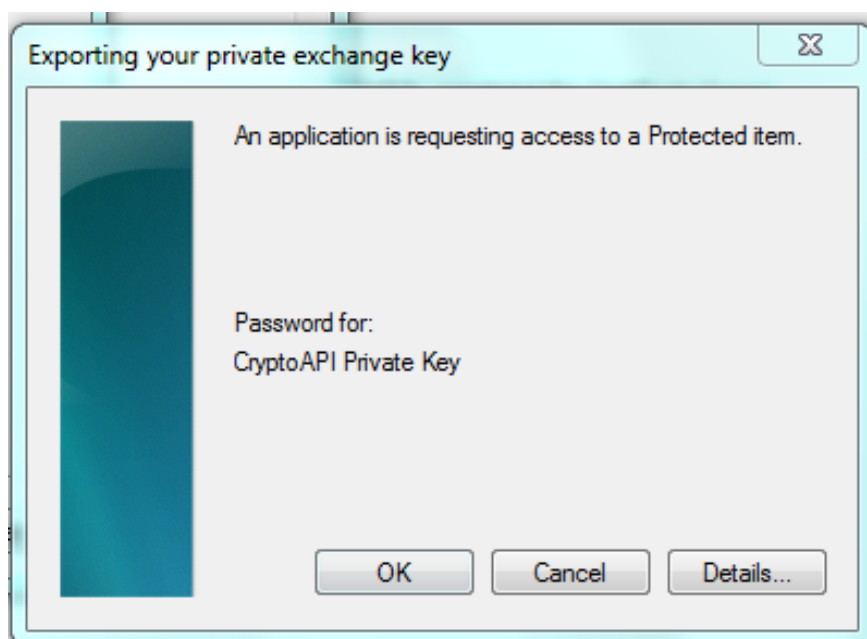 Exporting your private exchange key
An application is requesting access to a Protected item.
Password for:
CryptoAPI Private Key
OK
Cancel
Details...